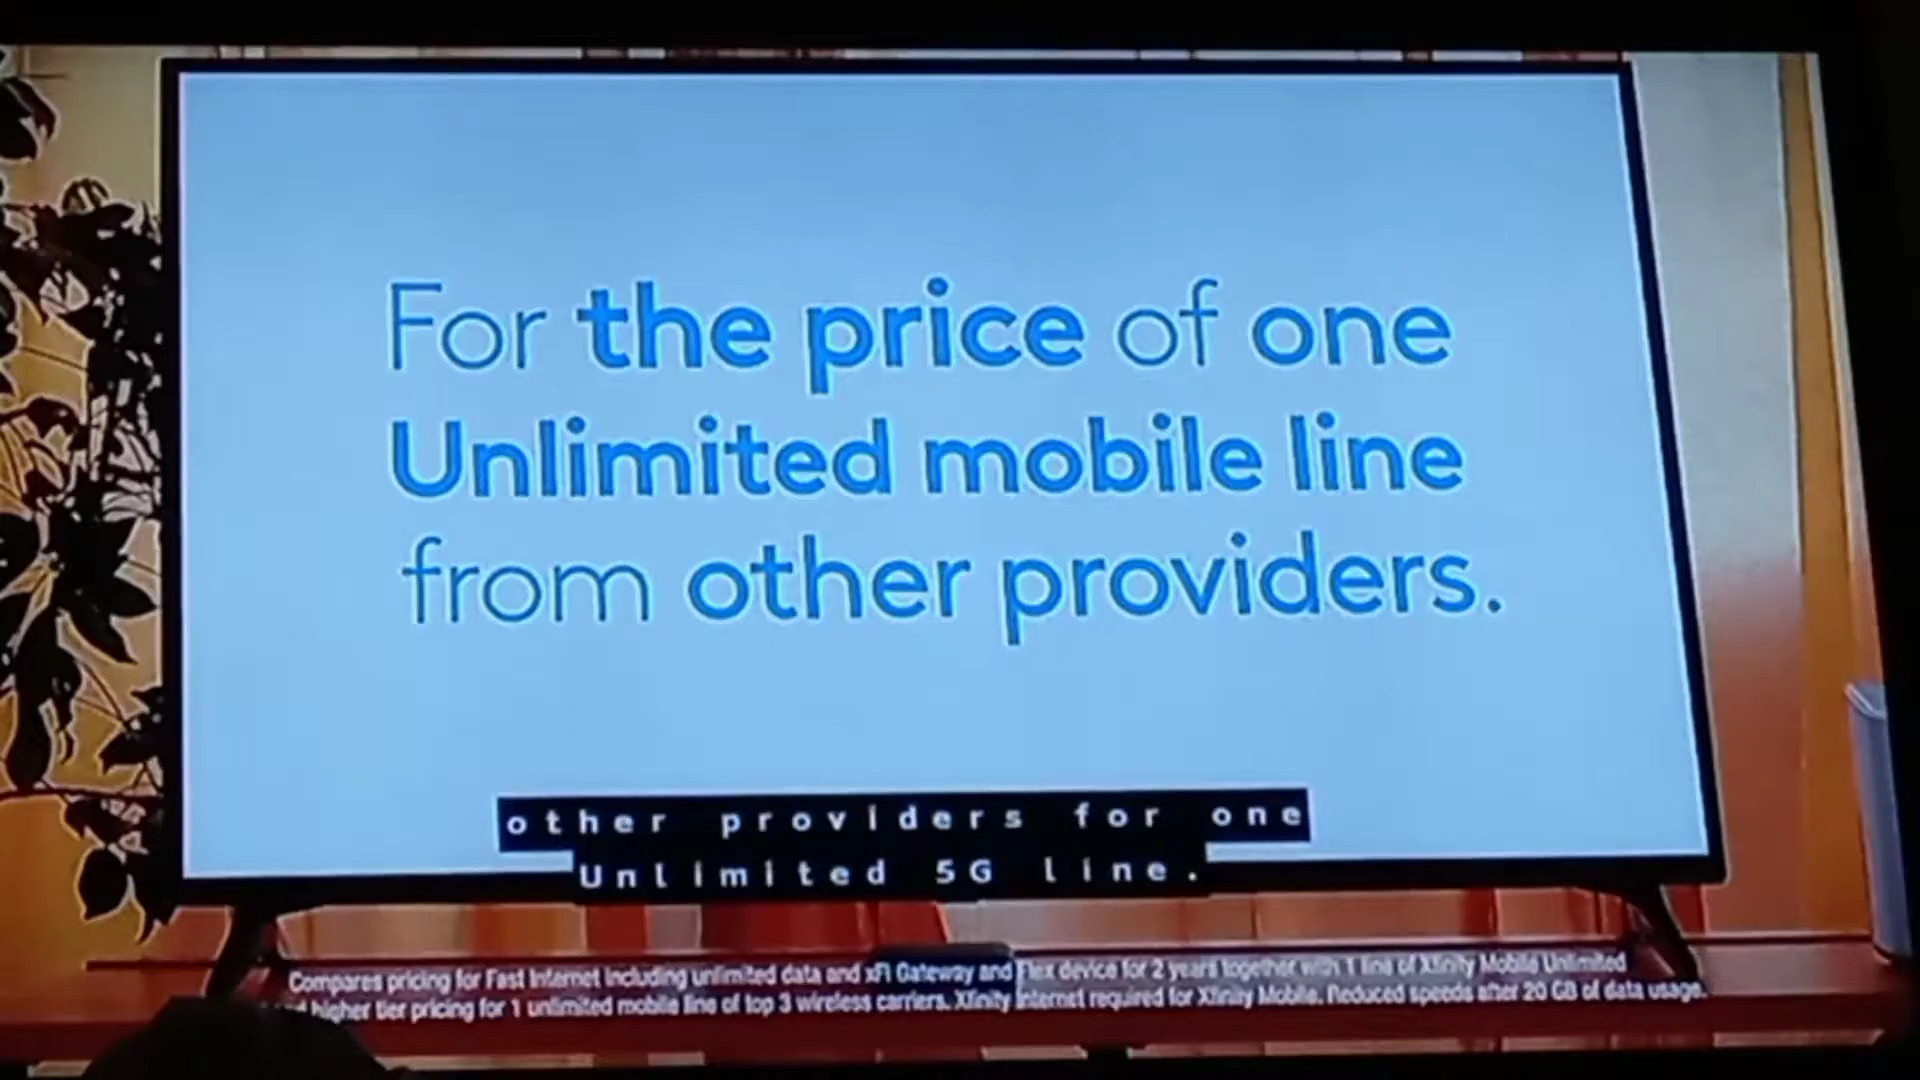 For the price of one
Unlimited mobile line
from other providers.
other providers for one
Unlimited 5G line.
Compares pricing for Fast Internet including unlimited data and xFi Gateway and Flex device for 2 years together with 1 line of Xfinity Mobile Unlimited
higher tier pricing for 1 unlimited mobile line of top 3 wireless carriers. Xfinity Internet required for Xfinity Mobile. Reduced speeds after 20 GB of data usage.